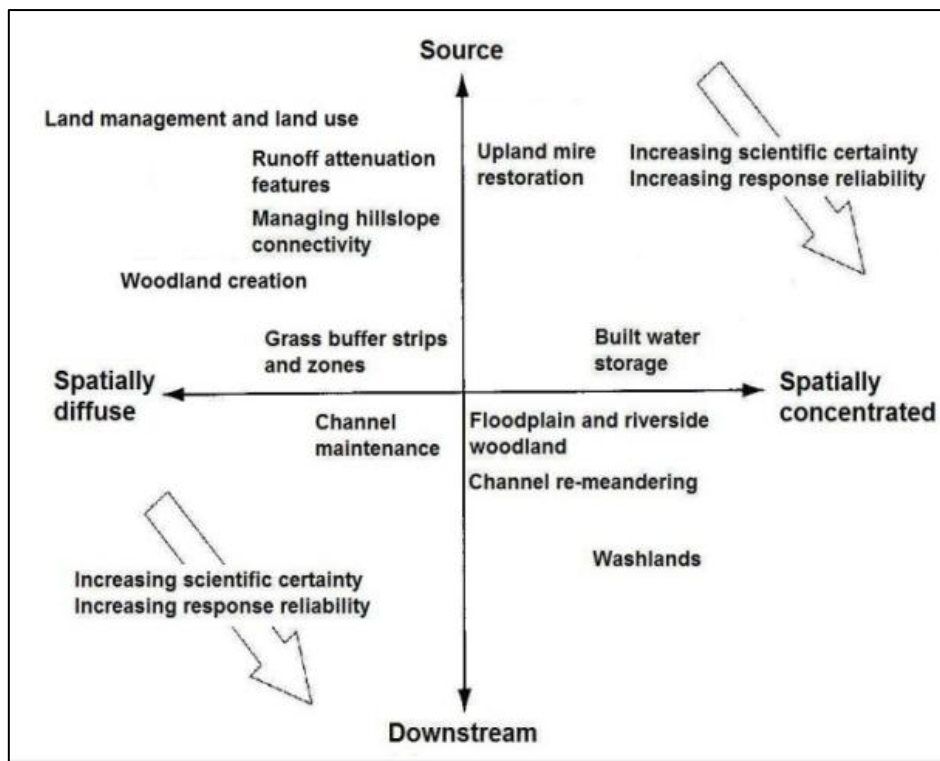 Source
Land management and land use
Runoff attenuation
features
Upland mire
restoration
Increasing scientific certainty
Increasing response reliability
Managing hillslope
connectivity
Woodland creation
Grass buffer strips
and zones
Built water
storage
Spatially
diffuse
Spatially
concentrated
Channel
maintenance
Floodplain and riverside
woodland
Channel re-meandering
Washlands
Increasing scientific certainty
Increasing response reliability
Downstream